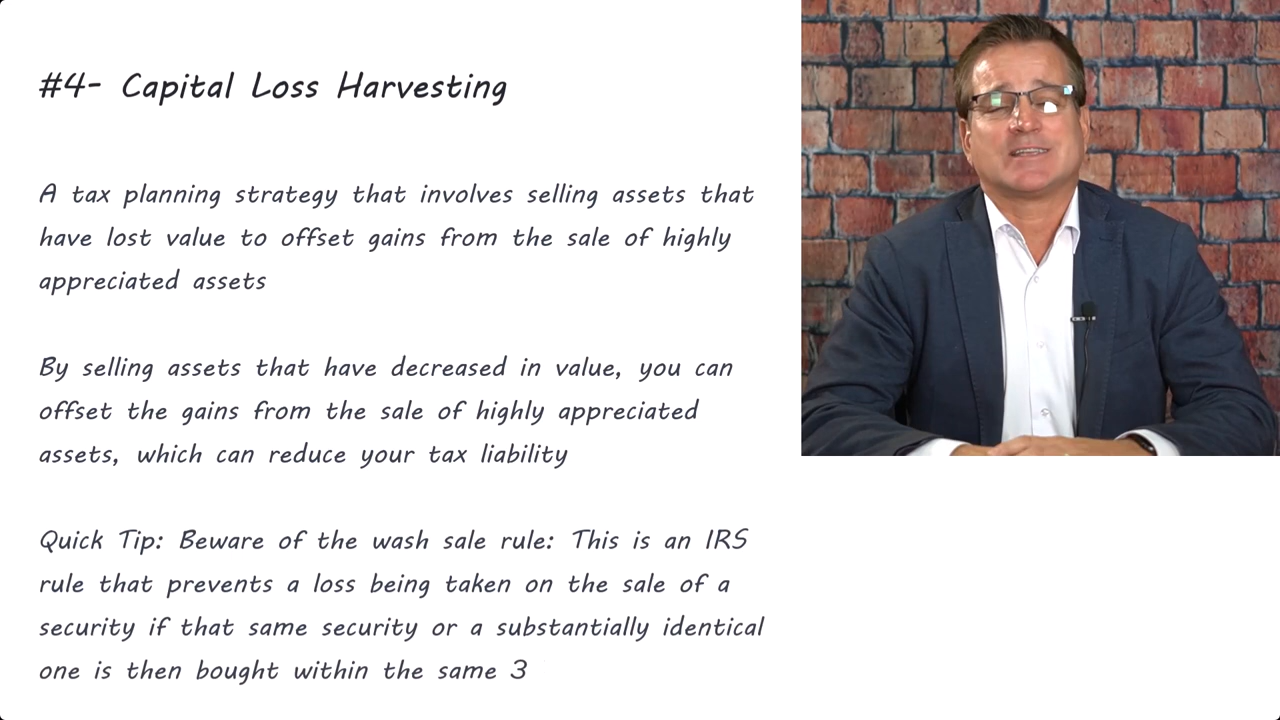 #4- Capital Loss Harvesting
A tax planning strategy that involves selling assets that
have lost value to offset gains from the sale of highly
appreciated assets
By selling assets that have decreased in value, you can
offset the gains from the sale of highly appreciated
assets, which can reduce your tax liability
Quick Tip: Beware of the wash sale rule: This is an IRS
rule that prevents a loss being taken on the sale of a
security if that same security or a substantially identical
one is then bought within the same 3